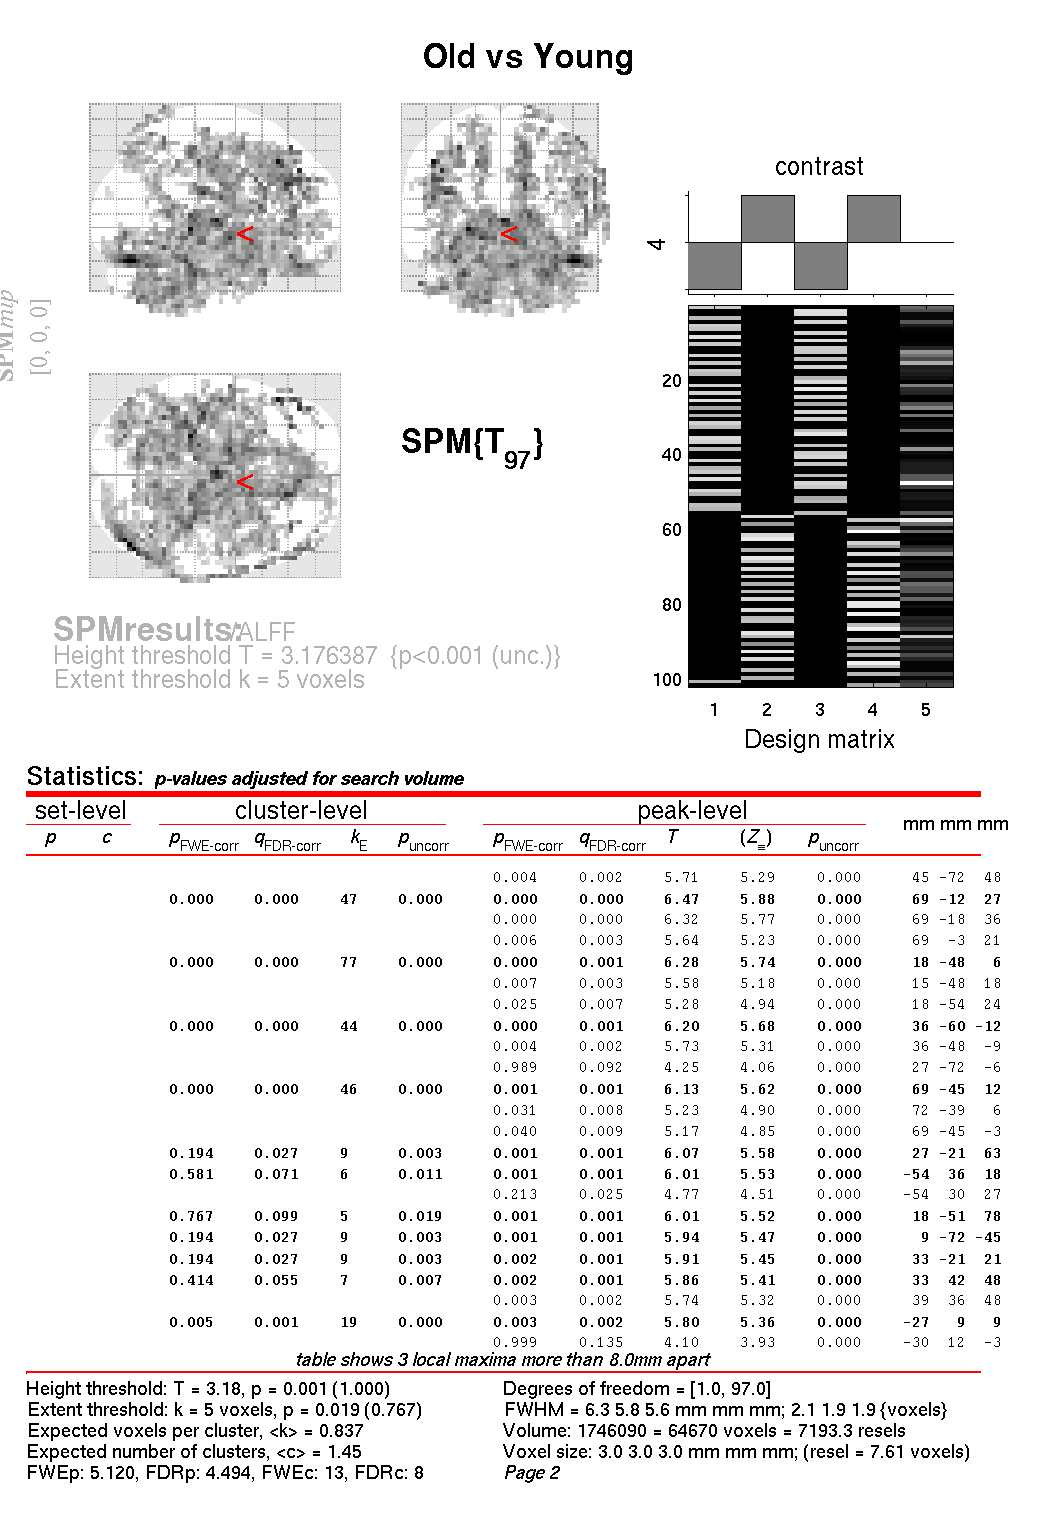 Old vs Young
contrast
4
<
<
<
SPMmip
[0, 0, 0]
SPM{T97}
20
40
60
80
100
1 2 3 4 5
Design matrix
SPMresults: ./ALFF
Height threshold T = 3.176387 {p<0.001 (unc.)}
Extent threshold k = 5 voxels
Statistics: p-values adjusted for search volume
set-level cluster-level peak-level
p c pFWE-corr qFDR-corr kE puncorr pFWE-corr qFDR-corr T (Z≡) puncorr mm mm mm
0.004 0.002 5.71 5.29 0.000 45 -72 48
0.000 0.000 47 0.000 0.000 0.000 6.47 5.88 0.000 69 -12 27
0.000 0.000 6.32 5.77 0.000 69 -18 36
0.006 0.003 5.64 5.23 0.000 69 -3 21
0.000 0.000 77 0.000 0.000 0.001 6.28 5.74 0.000 18 -48 6
0.007 0.003 5.58 5.18 0.000 15 -48 18
0.025 0.007 5.28 4.94 0.000 18 -54 24
0.000 0.000 44 0.000 0.000 0.001 6.20 5.68 0.000 36 -60 -12
0.004 0.002 5.73 5.31 0.000 36 -48 -9
0.989 0.092 4.25 4.06 0.000 27 -72 -6
0.000 0.000 46 0.000 0.001 0.001 6.13 5.62 0.000 69 -45 12
0.031 0.008 5.23 4.90 0.000 72 -39 6
0.040 0.009 5.17 4.85 0.000 69 -45 -3
0.194 0.027 9 0.003 0.001 0.001 6.07 5.58 0.000 27 -21 63
0.581 0.071 6 0.011 0.001 0.001 6.01 5.53 0.000 -54 36 18
0.213 0.025 4.77 4.51 0.000 -54 30 27
0.767 0.099 5 0.019 0.001 0.001 6.01 5.52 0.000 18 -51 78
0.194 0.027 9 0.003 0.001 0.001 5.94 5.47 0.000 9 -72 -45
0.194 0.027 9 0.003 0.002 0.001 5.91 5.45 0.000 33 -21 21
0.414 0.055 7 0.007 0.002 0.001 5.86 5.41 0.000 33 42 48
0.003 0.002 5.74 5.32 0.000 39 36 48
0.005 0.001 19 0.000 0.003 0.002 5.80 5.36 0.000 -27 9 9
0.999 0.135 4.10 3.93 0.000 -30 12 -3
table shows 3 local maxima more than 8.0mm apart
Height threshold: T = 3.18, p = 0.001 (1.000)
Extent threshold: k = 5 voxels, p = 0.019 (0.767)
Expected voxels per cluster, <k> = 0.837
Expected number of clusters, <c> = 1.45
FWEp: 5.120, FDRp: 4.494, FWEc: 13, FDRc: 8
Degrees of freedom = [1.0, 97.0]
FWHM = 6.3 5.8 5.6 mm mm mm; 2.1 1.9 1.9 {voxels}
Volume: 1746090 = 64670 voxels = 7193.3 resels
Voxel size: 3.0 3.0 3.0 mm mm mm; (resel = 7.61 voxels)
Page 2